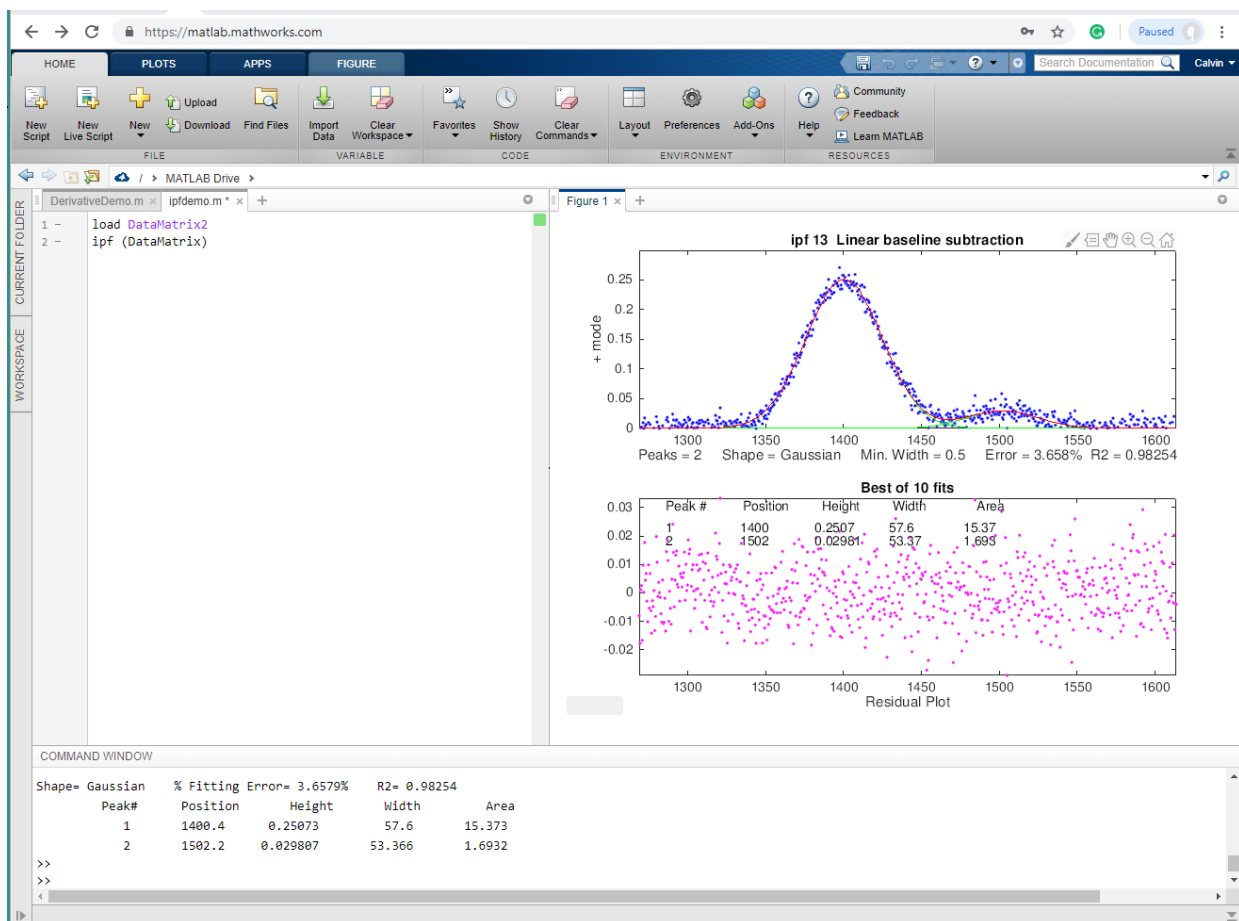 https://matlab.mathworks.com
Paused
HOME PLOTS APPS FIGURE
Search Documentation
Calvin
New Script
New Live Script
New
Upload
Download
Find Files
Import Data
Clear Workspace
Favorites
Show History
Clear Commands
Layout
Preferences
Add-Ons
Help
Community
Feedback
Learn MATLAB
FILE VARIABLE CODE ENVIRONMENT RESOURCES
/ MATLAB Drive
CURRENT FOLDER
WORKSPACE
DerivativeDemo.m × ipfdemo.m * × +
1 – load DataMatrix2
2 – ipf (DataMatrix)
Figure 1 × +
ipf 13 Linear baseline subtraction
+ mode
0.25
0.2
0.15
0.1
0.05
0
1300 1350 1400 1450 1500 1550 1600
Peaks = 2 Shape = Gaussian Min. Width = 0.5 Error = 3.658% R2 = 0.98254
Best of 10 fits
Peak # Position Height Width Area
1 1400 0.2507 57.6 15.37
2 1502 0.02981 53.37 1.693
0.03
0.02
0.01
0
-0.01
-0.02
1300 1350 1400 1450 1500 1550 1600
Residual Plot
COMMAND WINDOW
Shape= Gaussian % Fitting Error= 3.6579% R2= 0.98254
Peak# Position Height Width Area
1 1400.4 0.25073 57.6 15.373
2 1502.2 0.029807 53.366 1.6932
>>
>>